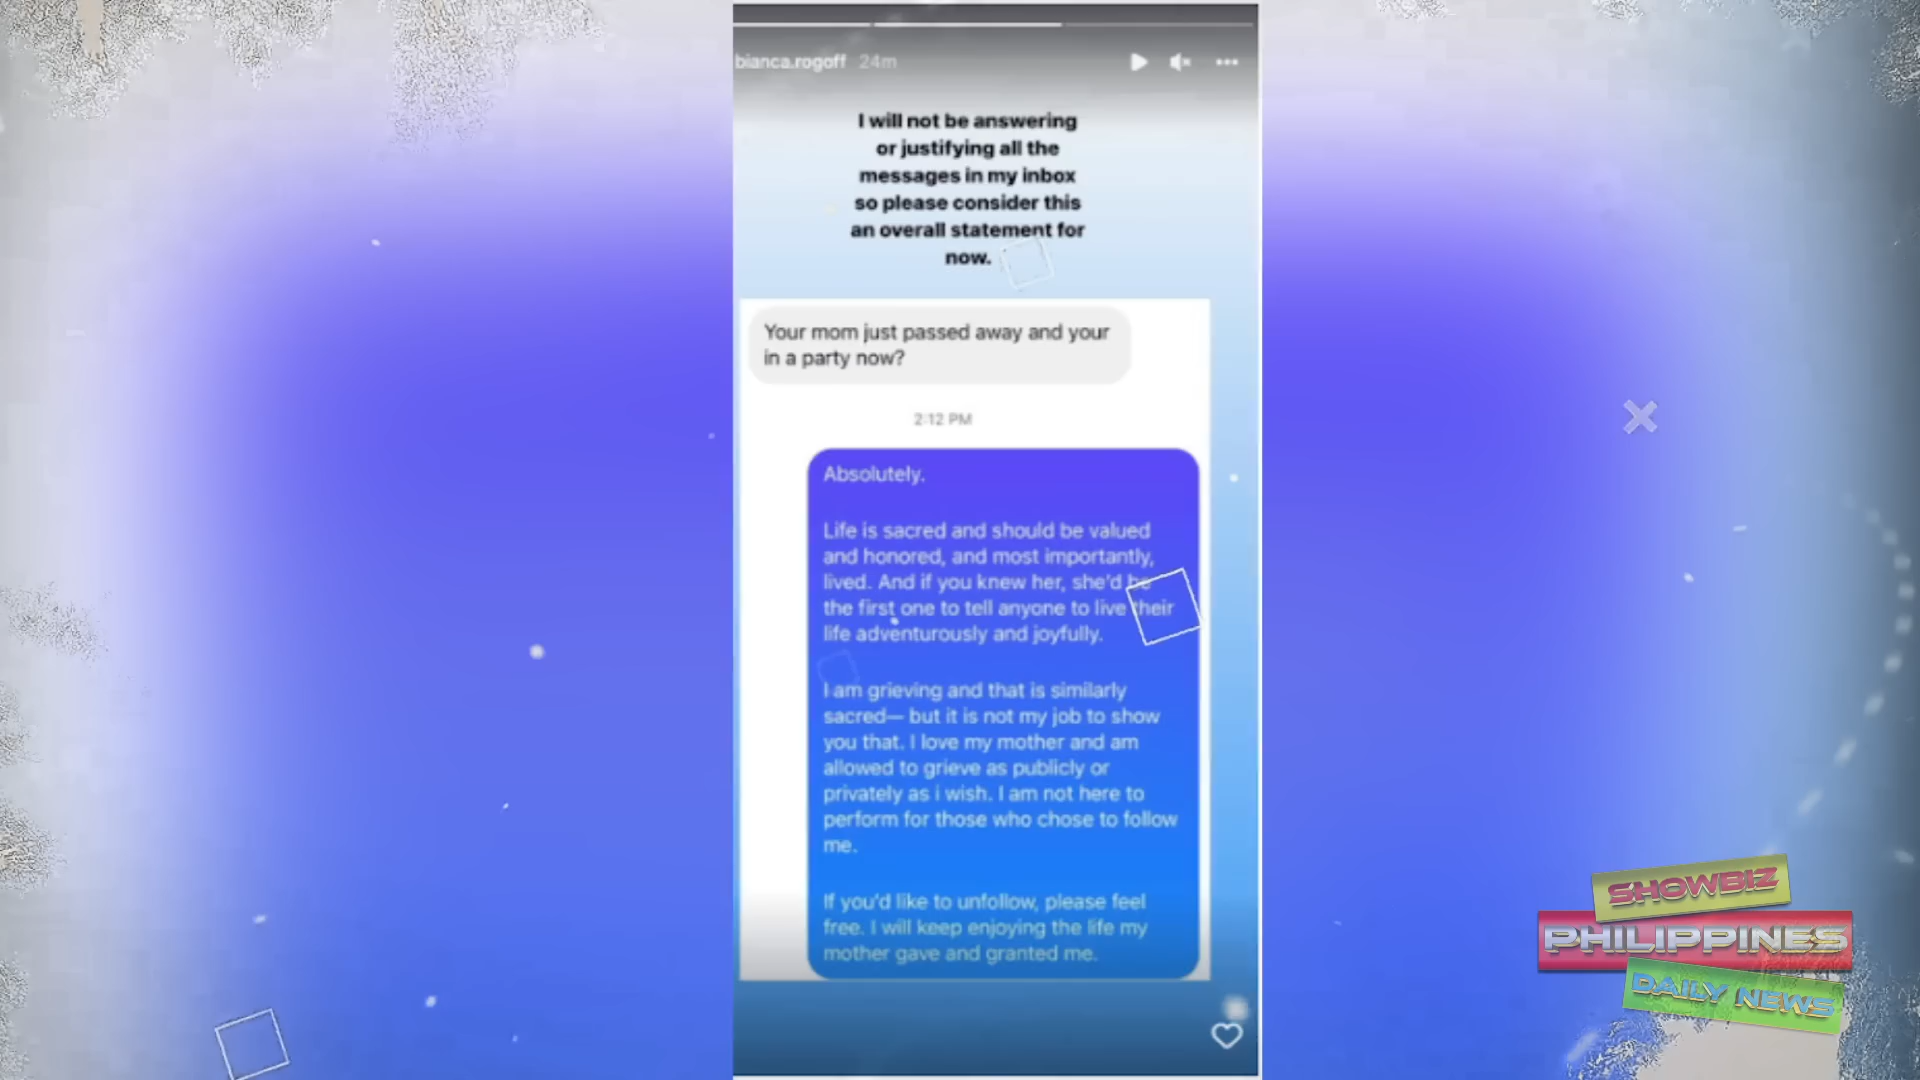 bianca.rogoff 24m
I will not be answering
or justifying all the
messages in my inbox
so please consider this
an overall statement for
now.
Your mom just passed away and your
in a party now?
2:12 PM
Absolutely.
Life is sacred and should be valued
and honored, and most importantly,
lived. And if you knew her, she'd be
the first one to tell anyone to live their
life adventurously and joyfully.
I am grieving and that is similarly
sacred— but it is not my job to show
you that. I love my mother and am
allowed to grieve as publicly or
privately as i wish. I am not here to
perform for those who chose to follow
me.
If you'd like to unfollow, please feel
free. I will keep enjoying the life my
mother gave and granted me.
SHOWBIZ
PHILIPPINES
DAILY NEWS